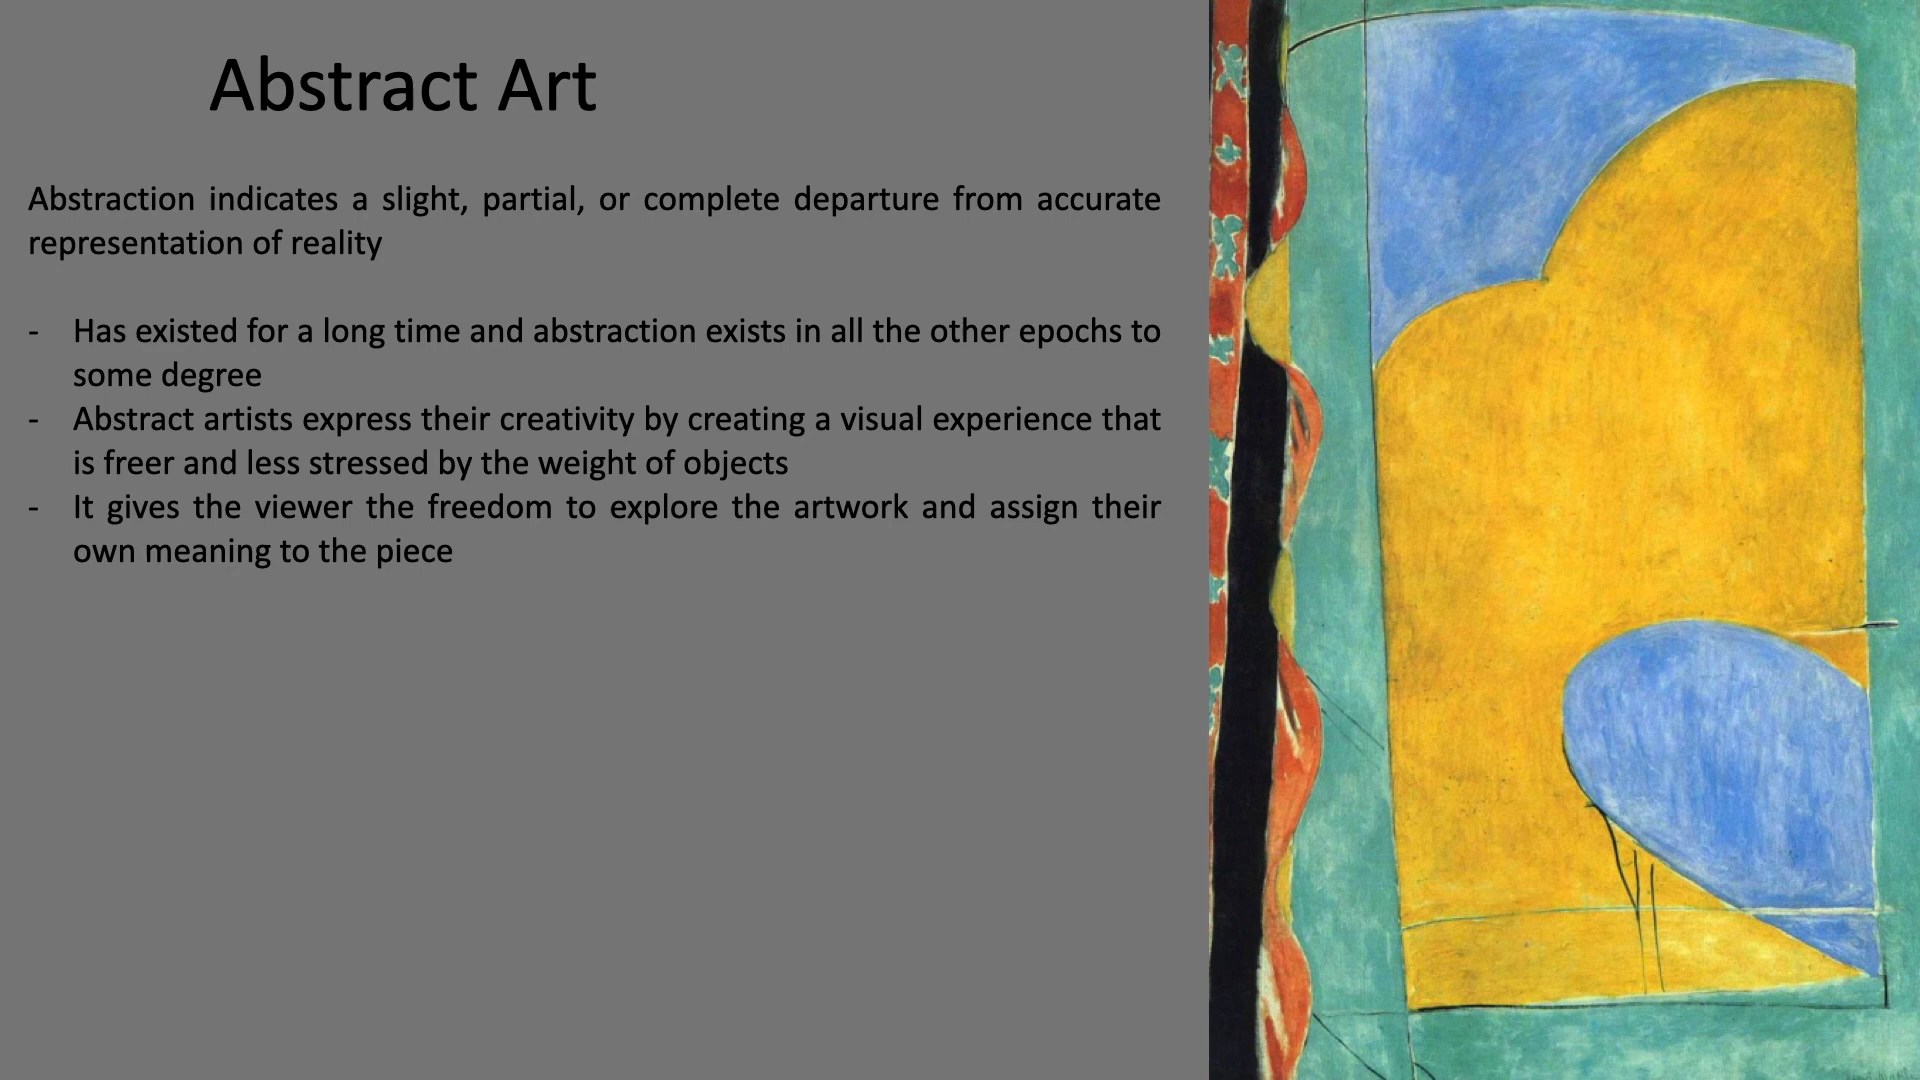 Abstract Art
Abstraction indicates a slight, partial, or complete departure from accurate
representation of reality
- Has existed for a long time and abstraction exists in all the other epochs to
some degree
- Abstract artists express their creativity by creating a visual experience that
is freer and less stressed by the weight of objects
- It gives the viewer the freedom to explore the artwork and assign their
own meaning to the piece